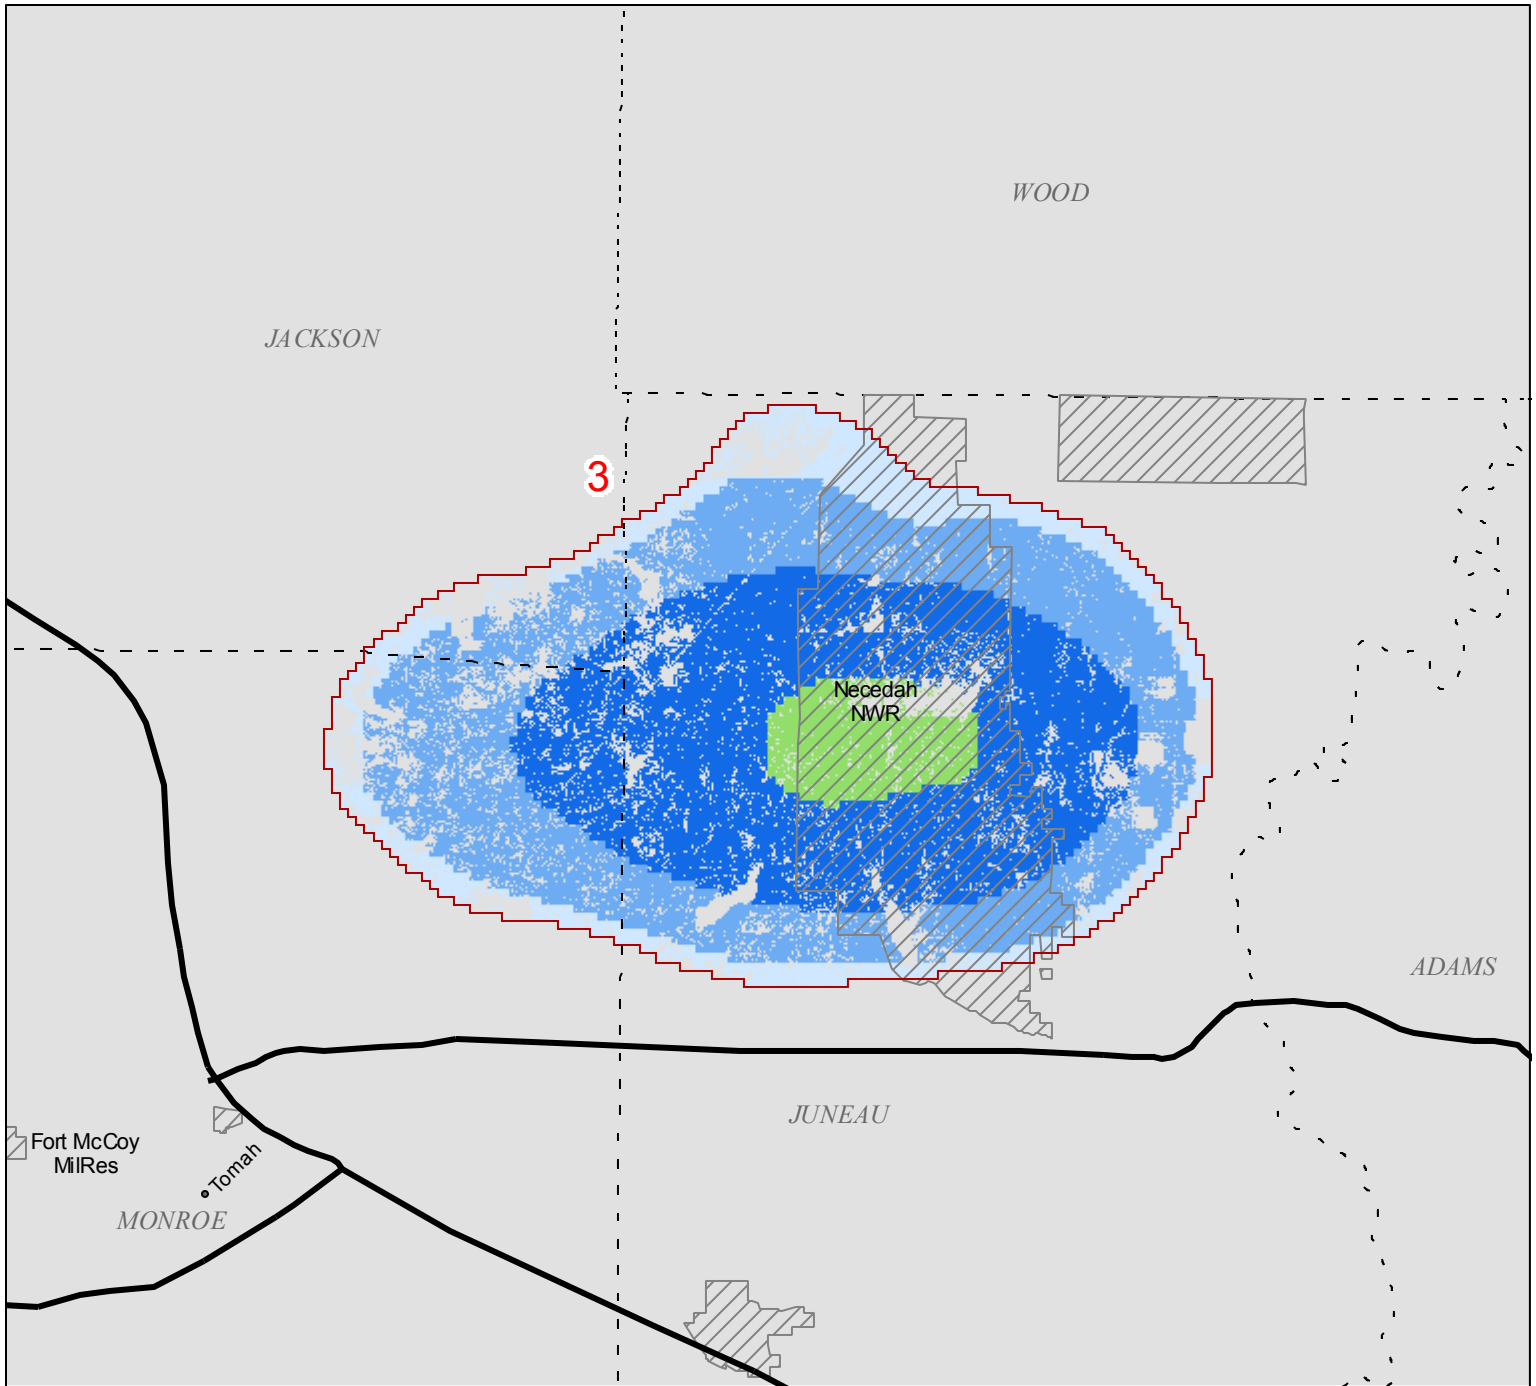 WOOD
JACKSON
3
Necedah
NWR
ADAMS
JUNEAU
Fort McCoy
MilRes
Tomah
MONROE